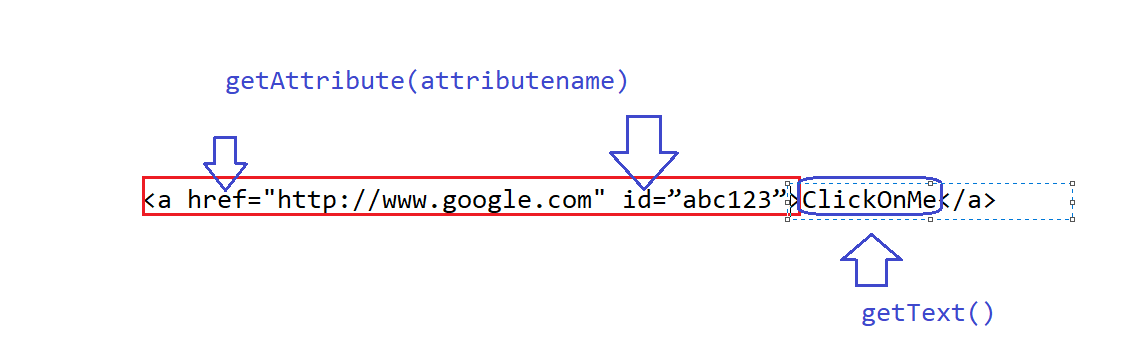 getAttribute(attributename)
<a href="http://www.google.com" id=”abc123”>ClickOnMe</a>
getText()